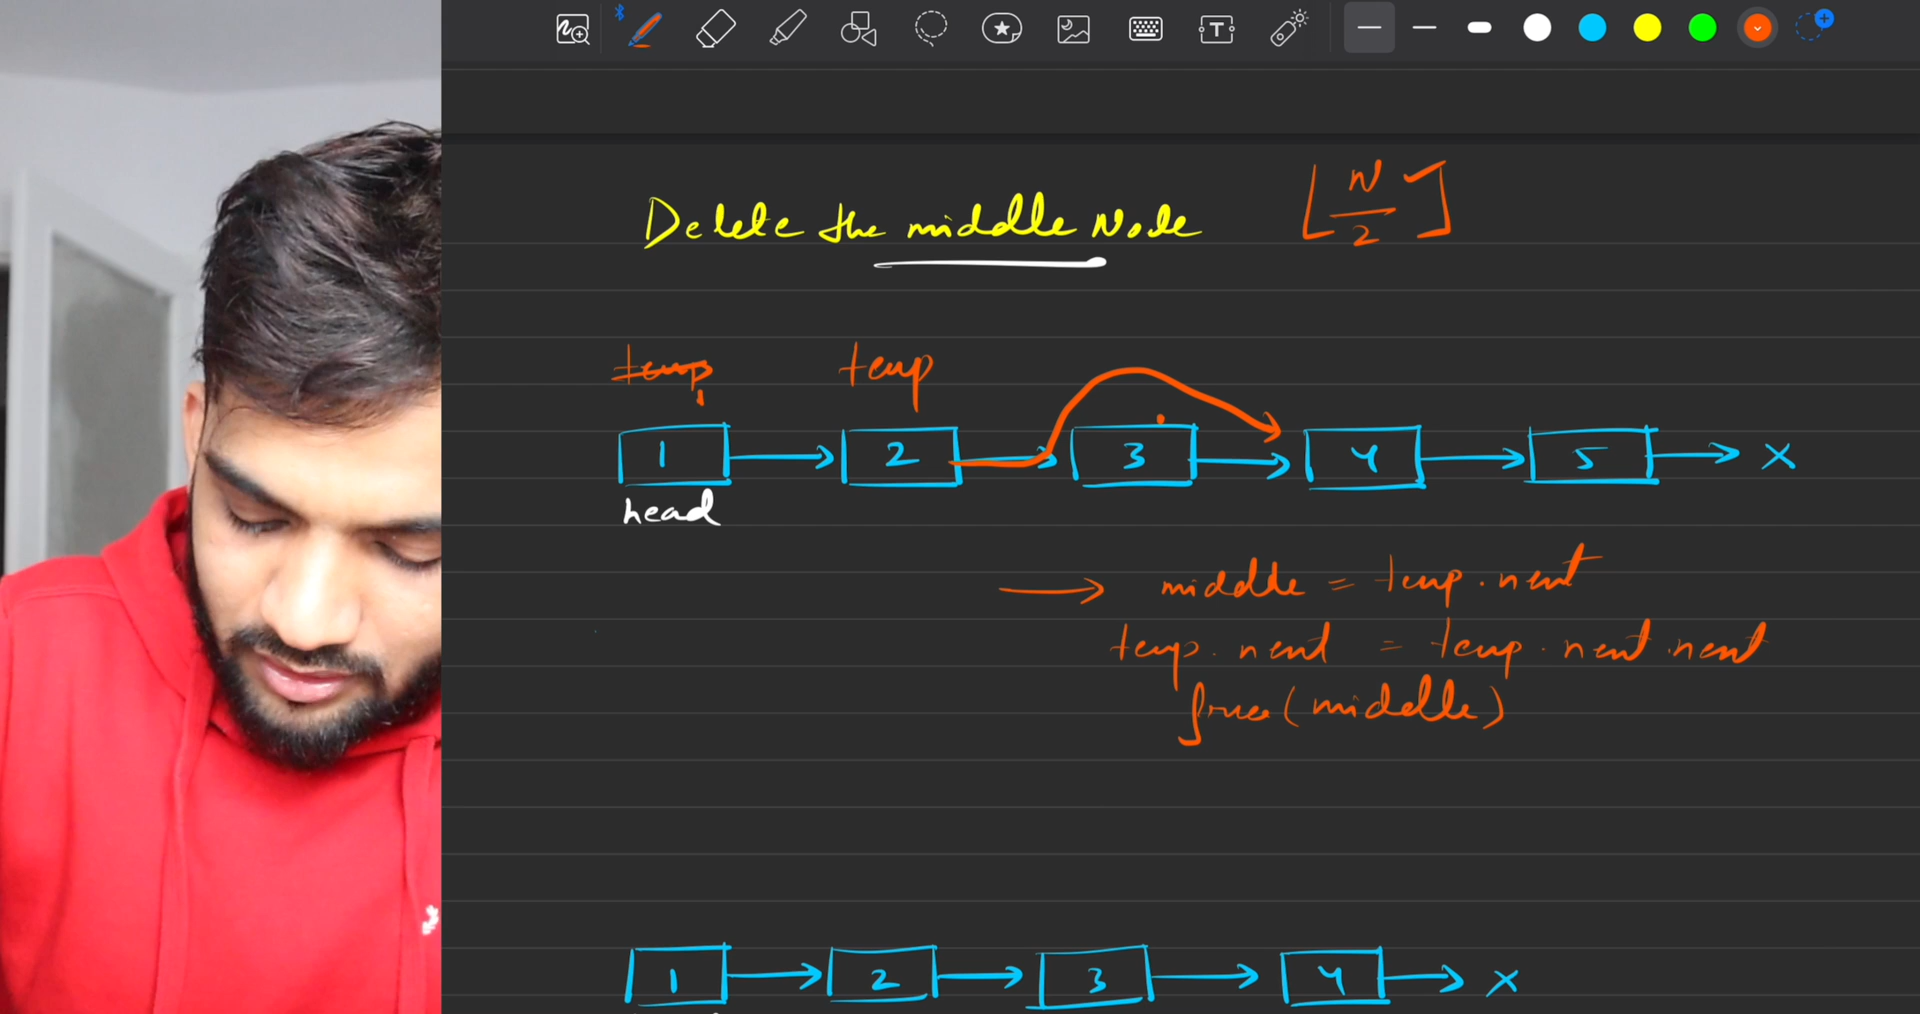 Delete the middle Node
N
2
temp temp
1 2 3 4 5 X
head
middle = temp.next
temp.next = temp.next.next
free(middle)
1 2 3 4 X